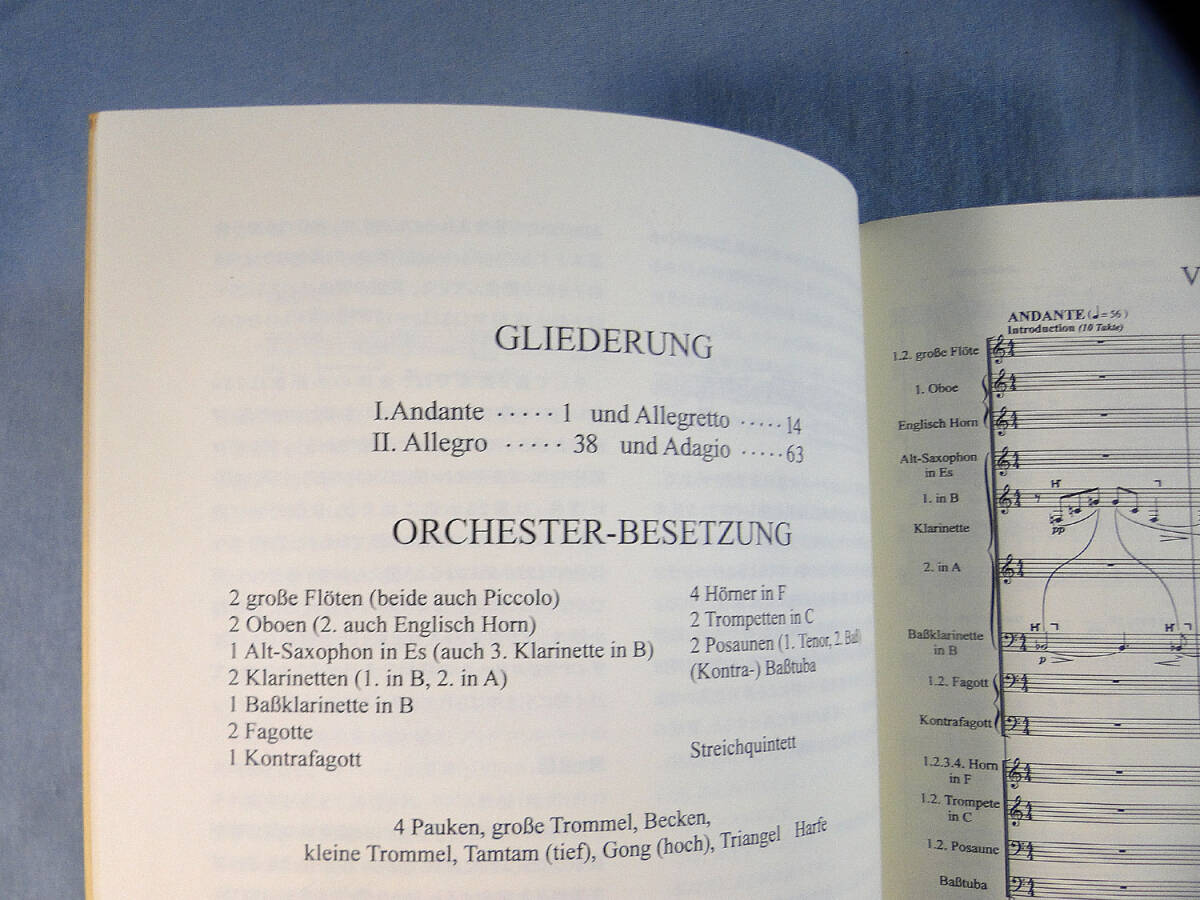 GLIEDERUNG
I.Andante ····· 1 und Allegretto ····· 14
II. Allegro ····· 38 und Adagio ····· 63
ORCHESTER-BESETZUNG
2 große Flöten (beide auch Piccolo)
2 Oboen (2. auch Englisch Horn)
1 Alt-Saxophon in Es (auch 3. Klarinette in B)
2 Klarinetten (1. in B, 2. in A)
1 Baßklarinette in B
2 Fagotte
1 Kontrafagott
4 Hörner in F
2 Trompetten in C
2 Posaunen (1. Tenor, 2. Baß)
(Kontra-) Baßtuba
Streichquintett
4 Pauken, große Trommel, Becken,
kleine Trommel, Tamtam (tief), Gong (hoch), Triangel Harfe
V
ANDANTE (♩=56)
Introduction (10 Takte)
1.2. große Flöte
1. Oboe
Englisch Horn
Alt-Saxophon
in Es
1. in B
Klarinette
2. in A
Baßklarinette
in B
1.2. Fagott
Kontrafagott
1.2.3.4. Horn
in F
1.2. Trompete
in C
1.2. Posaune
Baßtuba
pp
p